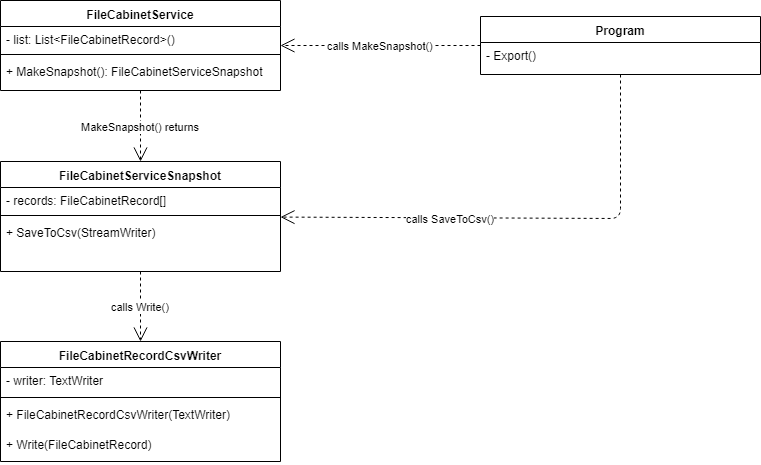 FileCabinetService
- list: List<FileCabinetRecord>()
+ MakeSnapshot(): FileCabinetServiceSnapshot
Program
- Export()
calls MakeSnapshot()
MakeSnapshot() returns
FileCabinetServiceSnapshot
- records: FileCabinetRecord[]
+ SaveToCsv(StreamWriter)
calls SaveToCsv()
calls Write()
FileCabinetRecordCsvWriter
- writer: TextWriter
+ FileCabinetRecordCsvWriter(TextWriter)
+ Write(FileCabinetRecord)